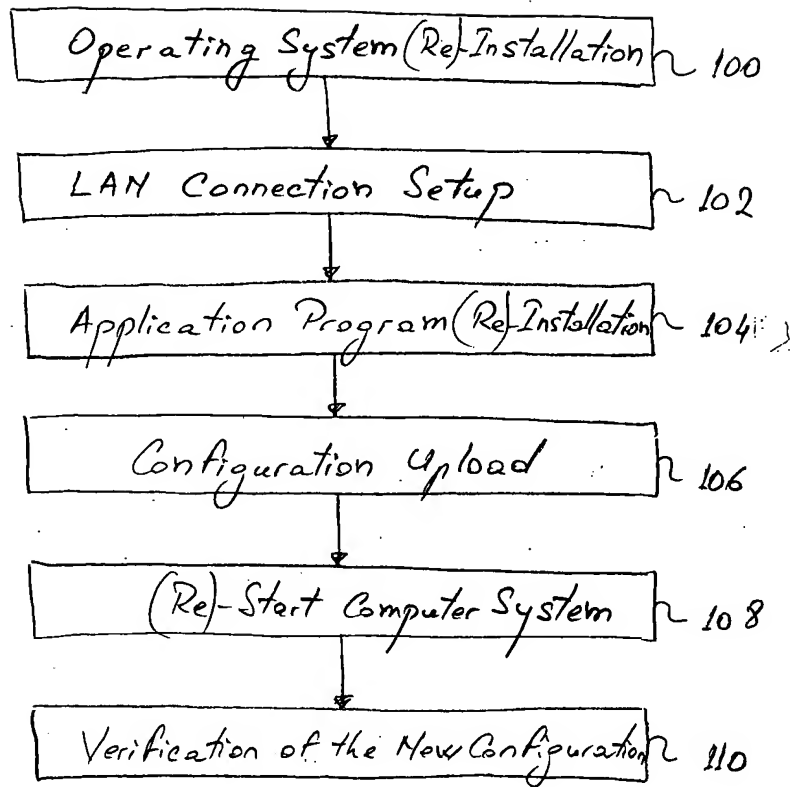 Operating System (Re)-Installation 100
LAN Connection Setup 102
Application Program (Re)-Installation 104
Configuration Upload 106
(Re)-Start Computer System 108
Verification of the New Configuration 110